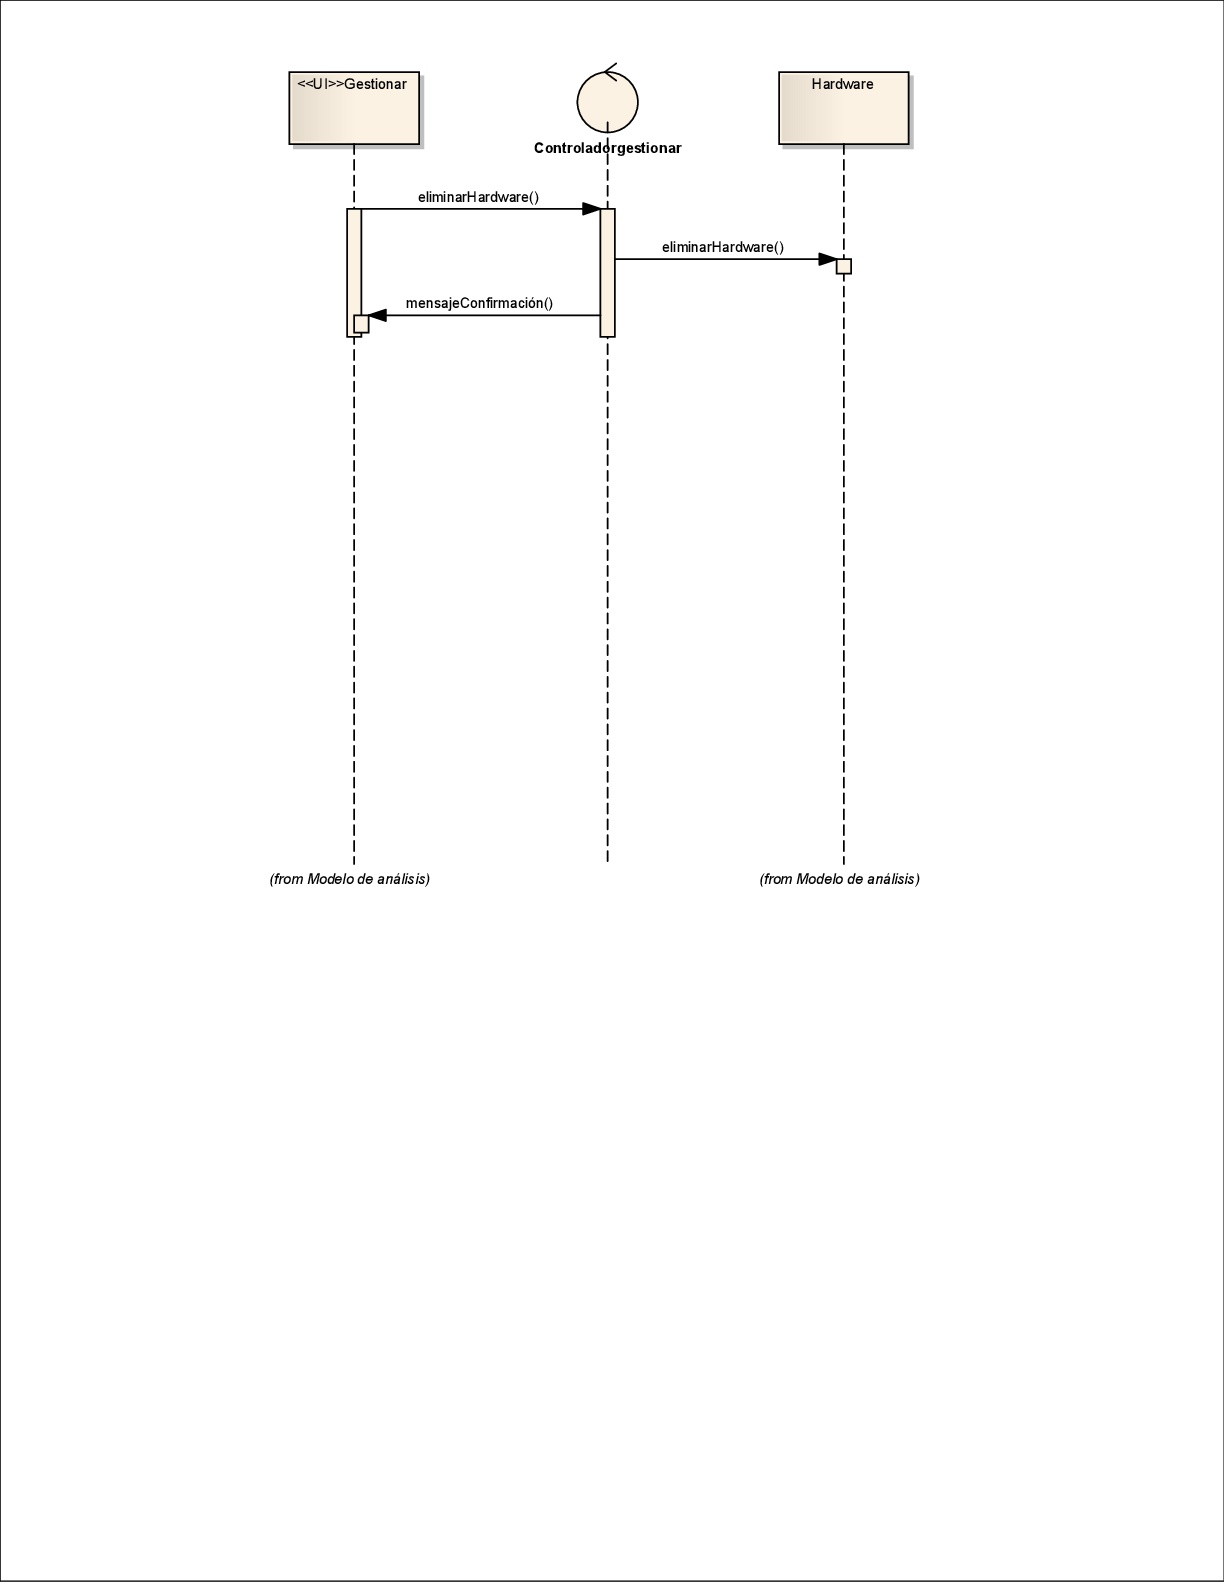 <<UI>>Gestionar
Hardware
Controladorgestionar
eliminarHardware()
eliminarHardware()
mensajeConfirmación()
(from Modelo de análisis)
(from Modelo de análisis)